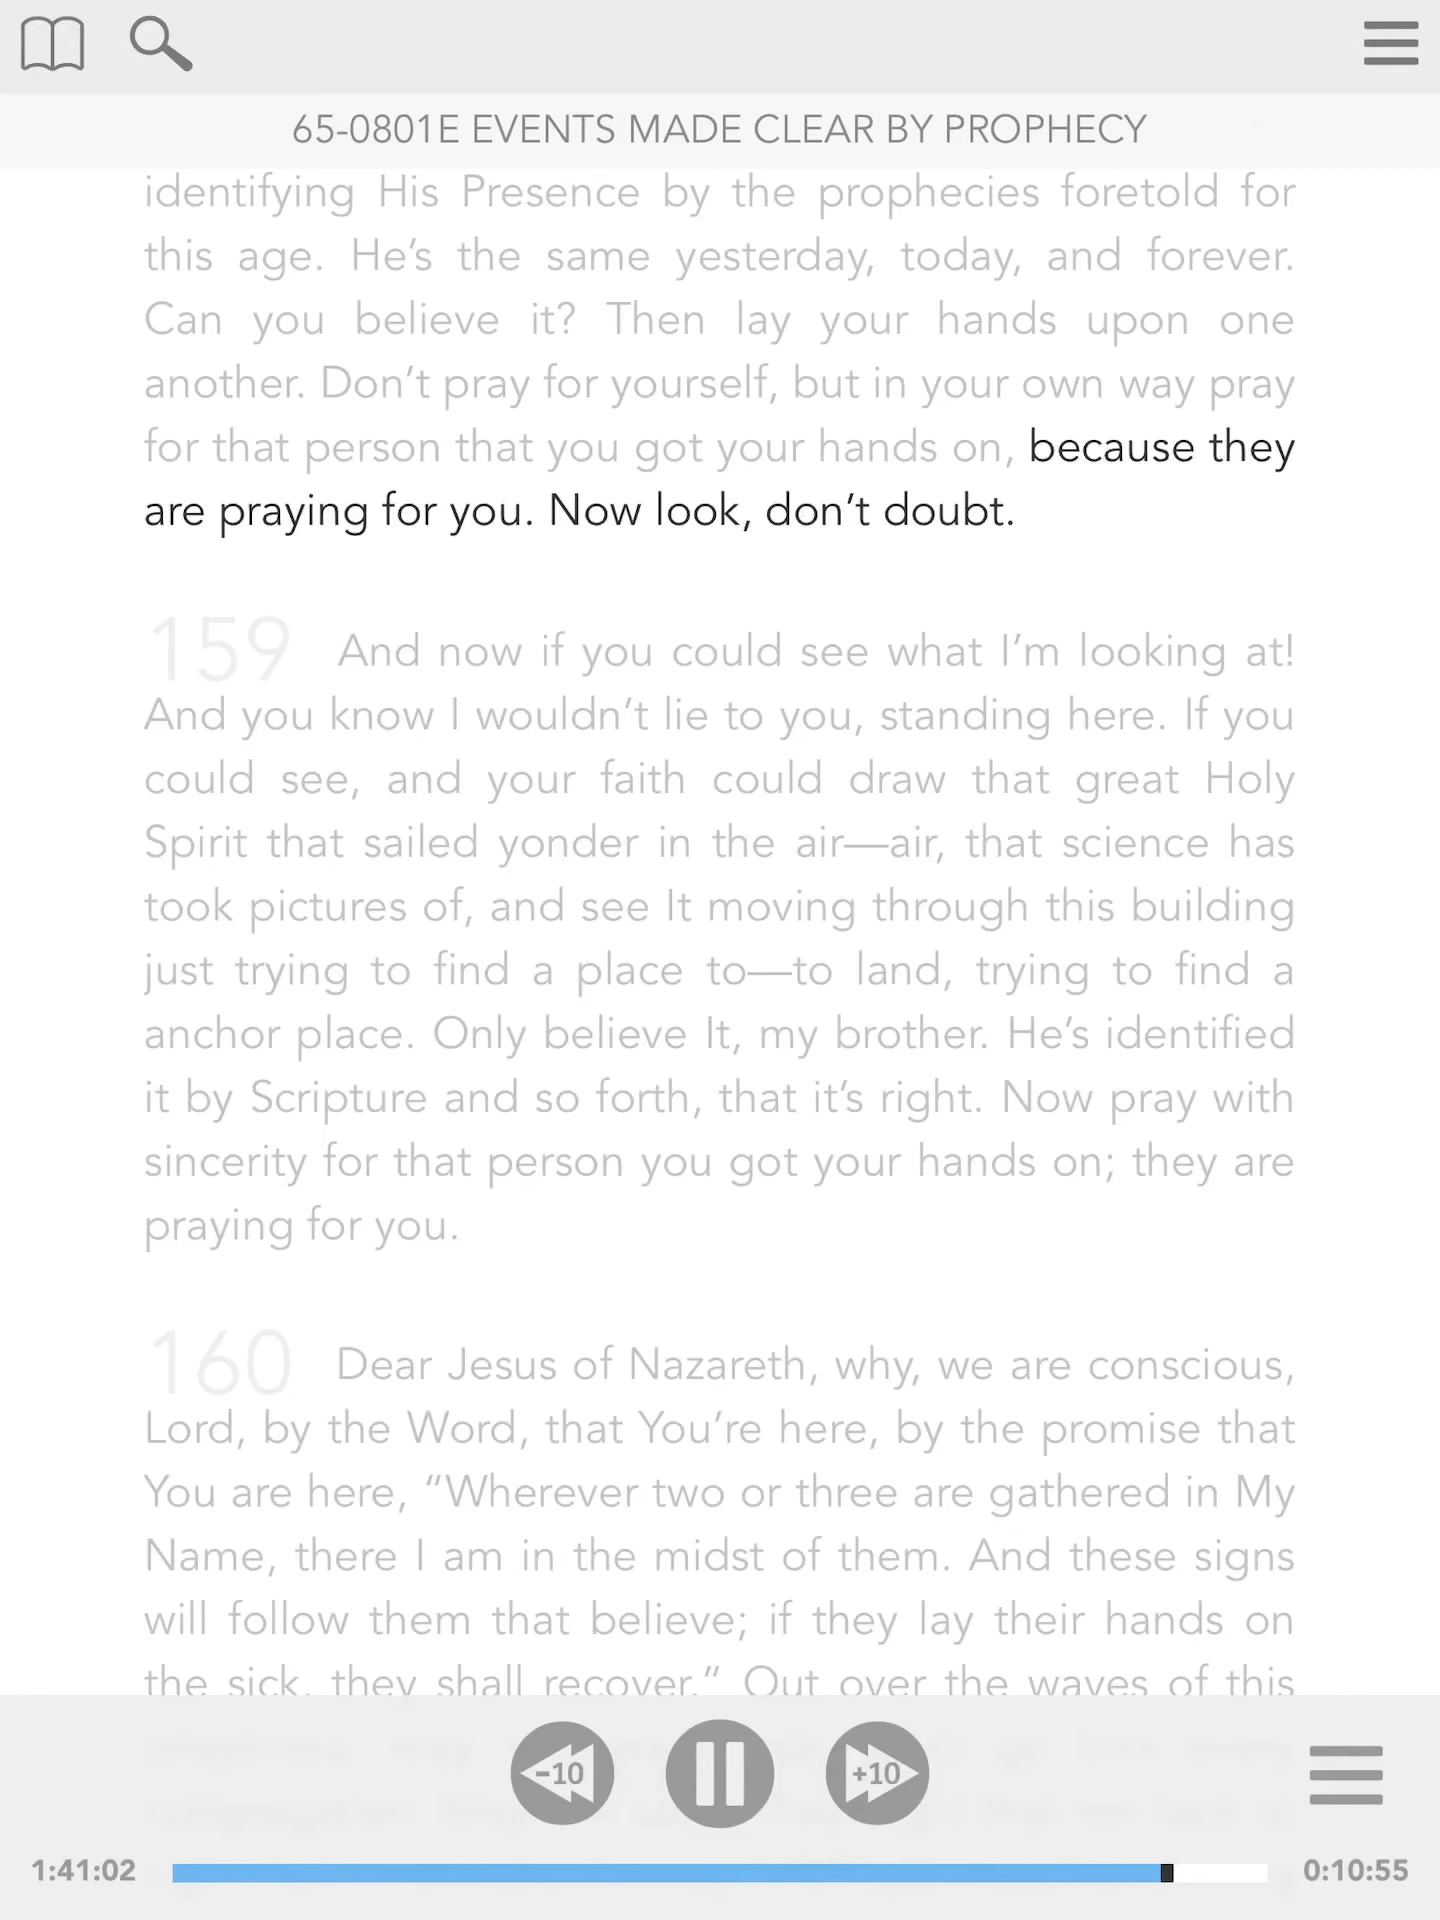 65-0801E EVENTS MADE CLEAR BY PROPHECY
identifying His Presence by the prophecies foretold for
this age. He’s the same yesterday, today, and forever.
Can you believe it? Then lay your hands upon one
another. Don’t pray for yourself, but in your own way pray
for that person that you got your hands on, because they
are praying for you. Now look, don’t doubt.
159 And now if you could see what I’m looking at!
And you know I wouldn’t lie to you, standing here. If you
could see, and your faith could draw that great Holy
Spirit that sailed yonder in the air—air, that science has
took pictures of, and see It moving through this building
just trying to find a place to—to land, trying to find a
anchor place. Only believe It, my brother. He’s identified
it by Scripture and so forth, that it’s right. Now pray with
sincerity for that person you got your hands on; they are
praying for you.
160 Dear Jesus of Nazareth, why, we are conscious,
Lord, by the Word, that You’re here, by the promise that
You are here, “Wherever two or three are gathered in My
Name, there I am in the midst of them. And these signs
will follow them that believe; if they lay their hands on
the sick, they shall recover.” Out over the waves of this
-10 +10
1:41:02 0:10:55